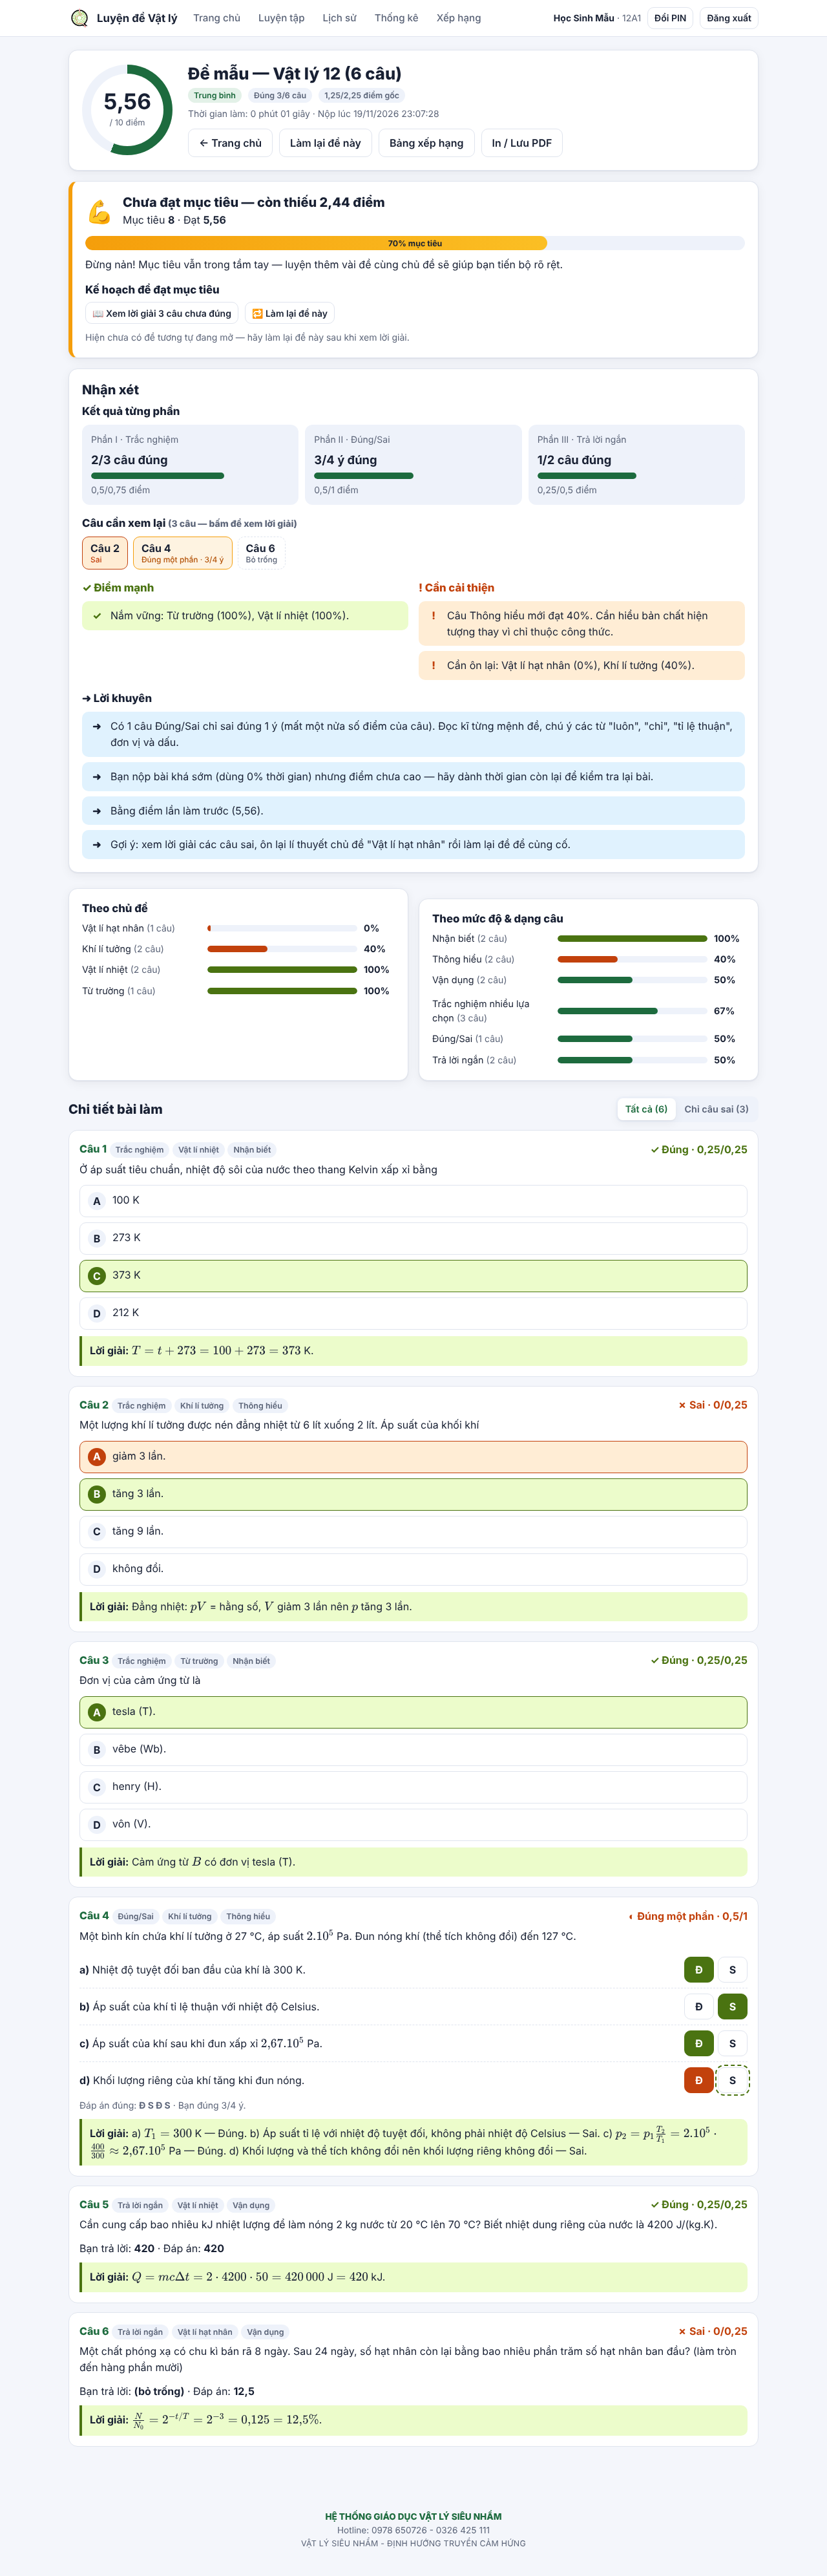 Luyện đề Vật lý Trang chủ Luyện tập Lịch sử Thống kê Xếp hạng Học Sinh Mẫu · 12A1 Đổi PIN Đăng xuất
5,56
/ 10 điểm
Đề mẫu — Vật lý 12 (6 câu)
Trung bình Đúng 3/6 câu 1,25/2,25 điểm gốc
Thời gian làm: 0 phút 01 giây · Nộp lúc 19/11/2026 23:07:28
← Trang chủ Làm lại đề này Bảng xếp hạng In / Lưu PDF
💪 Chưa đạt mục tiêu — còn thiếu 2,44 điểm
Mục tiêu 8 · Đạt 5,56
70% mục tiêu
Đừng nản! Mục tiêu vẫn trong tầm tay — luyện thêm vài đề cùng chủ đề sẽ giúp bạn tiến bộ rõ rệt.
Kế hoạch để đạt mục tiêu
📖 Xem lời giải 3 câu chưa đúng 🔁 Làm lại đề này
Hiện chưa có đề tương tự đang mở — hãy làm lại đề này sau khi xem lời giải.
Nhận xét
Kết quả từng phần
Phần I · Trắc nghiệm
2/3 câu đúng
0,5/0,75 điểm
Phần II · Đúng/Sai
3/4 ý đúng
0,5/1 điểm
Phần III · Trả lời ngắn
1/2 câu đúng
0,25/0,5 điểm
Câu cần xem lại (3 câu — bấm để xem lời giải)
Câu 2
Sai
Câu 4
Đúng một phần · 3/4 ý
Câu 6
Bỏ trống
✓ Điểm mạnh
✓ Nắm vững: Từ trường (100%), Vật lí nhiệt (100%).
! Cần cải thiện
! Câu Thông hiểu mới đạt 40%. Cần hiểu bản chất hiện
tượng thay vì chỉ thuộc công thức.
! Cần ôn lại: Vật lí hạt nhân (0%), Khí lí tưởng (40%).
➜ Lời khuyên
➜ Có 1 câu Đúng/Sai chỉ sai đúng 1 ý (mất một nửa số điểm của câu). Đọc kĩ từng mệnh đề, chú ý các từ "luôn", "chỉ", "tỉ lệ thuận",
đơn vị và dấu.
➜ Bạn nộp bài khá sớm (dùng 0% thời gian) nhưng điểm chưa cao — hãy dành thời gian còn lại để kiểm tra lại bài.
➜ Bằng điểm lần làm trước (5,56).
➜ Gợi ý: xem lời giải các câu sai, ôn lại lí thuyết chủ đề "Vật lí hạt nhân" rồi làm lại đề để củng cố.
Theo chủ đề
Vật lí hạt nhân (1 câu) 0%
Khí lí tưởng (2 câu) 40%
Vật lí nhiệt (2 câu) 100%
Từ trường (1 câu) 100%
Theo mức độ & dạng câu
Nhận biết (2 câu) 100%
Thông hiểu (2 câu) 40%
Vận dụng (2 câu) 50%
Trắc nghiệm nhiều lựa
chọn (3 câu) 67%
Đúng/Sai (1 câu) 50%
Trả lời ngắn (2 câu) 50%
Chi tiết bài làm Tất cả (6) Chỉ câu sai (3)
Câu 1 Trắc nghiệm Vật lí nhiệt Nhận biết ✓ Đúng · 0,25/0,25
Ở áp suất tiêu chuẩn, nhiệt độ sôi của nước theo thang Kelvin xấp xỉ bằng
A 100 K
B 273 K
C 373 K
D 212 K
Lời giải: T = t + 273 = 100 + 273 = 373 K.
Câu 2 Trắc nghiệm Khí lí tưởng Thông hiểu × Sai · 0/0,25
Một lượng khí lí tưởng được nén đẳng nhiệt từ 6 lít xuống 2 lít. Áp suất của khối khí
A giảm 3 lần.
B tăng 3 lần.
C tăng 9 lần.
D không đổi.
Lời giải: Đẳng nhiệt: pV = hằng số, V giảm 3 lần nên p tăng 3 lần.
Câu 3 Trắc nghiệm Từ trường Nhận biết ✓ Đúng · 0,25/0,25
Đơn vị của cảm ứng từ là
A tesla (T).
B vêbe (Wb).
C henry (H).
D vôn (V).
Lời giải: Cảm ứng từ B có đơn vị tesla (T).
Câu 4 Đúng/Sai Khí lí tưởng Thông hiểu ◖ Đúng một phần · 0,5/1
Một bình kín chứa khí lí tưởng ở 27 °C, áp suất 2.10⁵ Pa. Đun nóng khí (thể tích không đổi) đến 127 °C.
a) Nhiệt độ tuyệt đối ban đầu của khí là 300 K. Đ S
b) Áp suất của khí tỉ lệ thuận với nhiệt độ Celsius. Đ S
c) Áp suất của khí sau khi đun xấp xỉ 2,67.10⁵ Pa. Đ S
d) Khối lượng riêng của khí tăng khi đun nóng. Đ S
Đáp án đúng: Đ S Đ S · Bạn đúng 3/4 ý.
Lời giải: a) T₁ = 300 K — Đúng. b) Áp suất tỉ lệ với nhiệt độ tuyệt đối, không phải nhiệt độ Celsius — Sai. c) p₂ = p₁ T₂/T₁ = 2.10⁵ ·
400/300 ≈ 2,67.10⁵ Pa — Đúng. d) Khối lượng và thể tích không đổi nên khối lượng riêng không đổi — Sai.
Câu 5 Trả lời ngắn Vật lí nhiệt Vận dụng ✓ Đúng · 0,25/0,25
Cần cung cấp bao nhiêu kJ nhiệt lượng để làm nóng 2 kg nước từ 20 °C lên 70 °C? Biết nhiệt dung riêng của nước là 4200 J/(kg.K).
Bạn trả lời: 420 · Đáp án: 420
Lời giải: Q = mcΔt = 2 · 4200 · 50 = 420 000 J = 420 kJ.
Câu 6 Trả lời ngắn Vật lí hạt nhân Vận dụng × Sai · 0/0,25
Một chất phóng xạ có chu kì bán rã 8 ngày. Sau 24 ngày, số hạt nhân còn lại bằng bao nhiêu phần trăm số hạt nhân ban đầu? (làm tròn
đến hàng phần mười)
Bạn trả lời: (bỏ trống) · Đáp án: 12,5
Lời giải: N/N₀ = 2^(−t/T) = 2⁻³ = 0,125 = 12,5%.
HỆ THỐNG GIÁO DỤC VẬT LÝ SIÊU NHẨM
Hotline: 0978 650726 - 0326 425 111
VẬT LÝ SIÊU NHẨM - ĐỊNH HƯỚNG TRUYỀN CẢM HỨNG